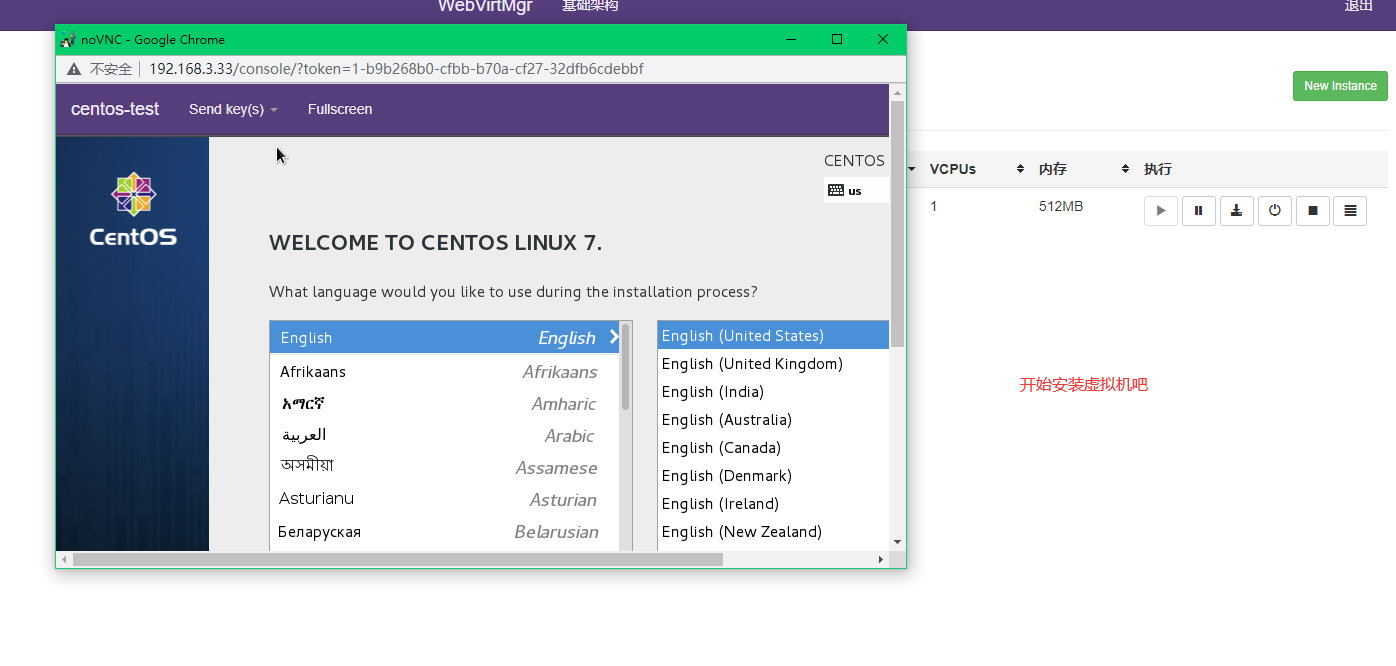 WebVirtMgr 基础架构 退出
noVNC - Google Chrome
不安全 192.168.3.33/console/?token=1-b9b268b0-cfbb-b70a-cf27-32dfb6cdebbf
centos-test Send key(s) Fullscreen
New Instance
CentOS
CENTOS
us
VCPUs 内存 执行
1 512MB
WELCOME TO CENTOS LINUX 7.
What language would you like to use during the installation process?
English English
Afrikaans Afrikaans
አማርኛ Amharic
العربية Arabic
অসমীয়া Assamese
Asturianu Asturian
Беларуская Belarusian
English (United States)
English (United Kingdom)
English (India)
English (Australia)
English (Canada)
English (Denmark)
English (Ireland)
English (New Zealand)
开始安装虚拟机吧